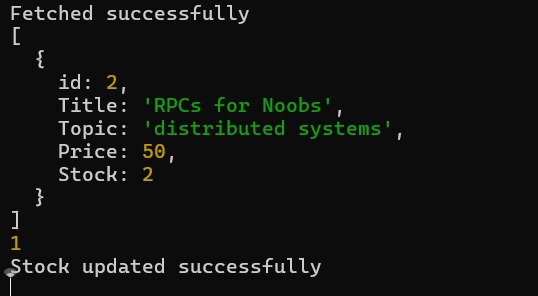 Fetched successfully
[
  {
    id: 2,
    Title: 'RPCs for Noobs',
    Topic: 'distributed systems',
    Price: 50,
    Stock: 2
  }
]
1
Stock updated successfully